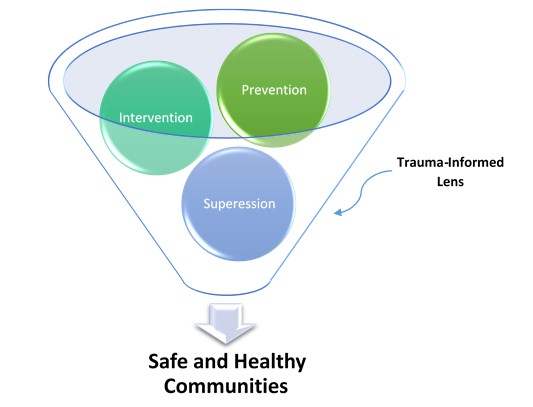 Prevention
Intervention
Superession
Trauma-Informed
Lens
Safe and Healthy
Communities